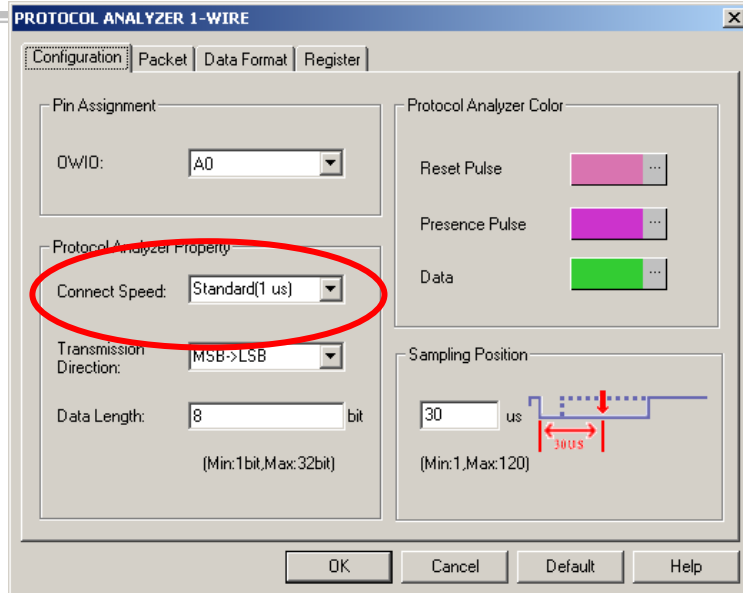 PROTOCOL ANALYZER 1-WIRE
Configuration Packet Data Format Register
Pin Assignment
OWIO: A0
Protocol Analyzer Property
Connect Speed: Standard(1 us)
Transmission
Direction: MSB->LSB
Data Length: 8 bit
(Min:1bit,Max:32bit)
Protocol Analyzer Color
Reset Pulse ...
Presence Pulse ...
Data ...
Sampling Position
30 us
30US
(Min:1,Max:120)
OK Cancel Default Help